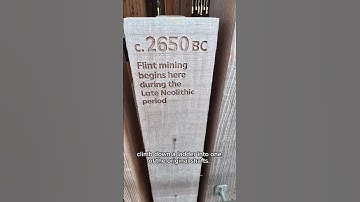 c. 2650 BC
Flint mining
begins here
during the
Late Neolithic
period
climb down a ladder into one
of the original shafts.